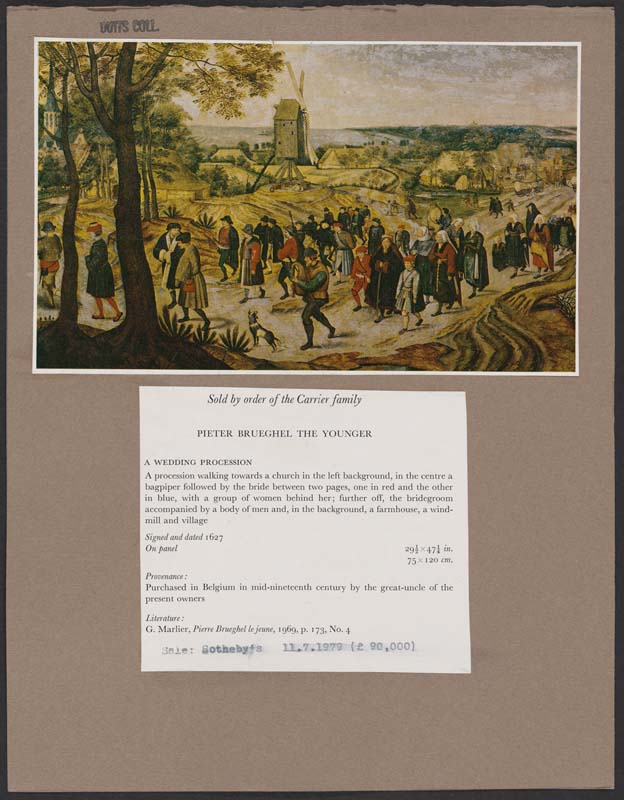 WITT'S COLL.
Sold by order of the Carrier family
PIETER BRUEGHEL THE YOUNGER
A WEDDING PROCESSION
A procession walking towards a church in the left background, in the centre a
bagpiper followed by the bride between two pages, one in red and the other
in blue, with a group of women behind her; further off, the bridegroom
accompanied by a body of men and, in the background, a farmhouse, a wind-
mill and village
Signed and dated 1627
On panel 29½×47¼ in.
75×120 cm.
Provenance:
Purchased in Belgium in mid-nineteenth century by the great-uncle of the
present owners
Literature:
G. Marlier, Pierre Brueghel le jeune, 1969, p. 173, No. 4
Sale: Sotheby's 11.7.1979 (£ 90,000)